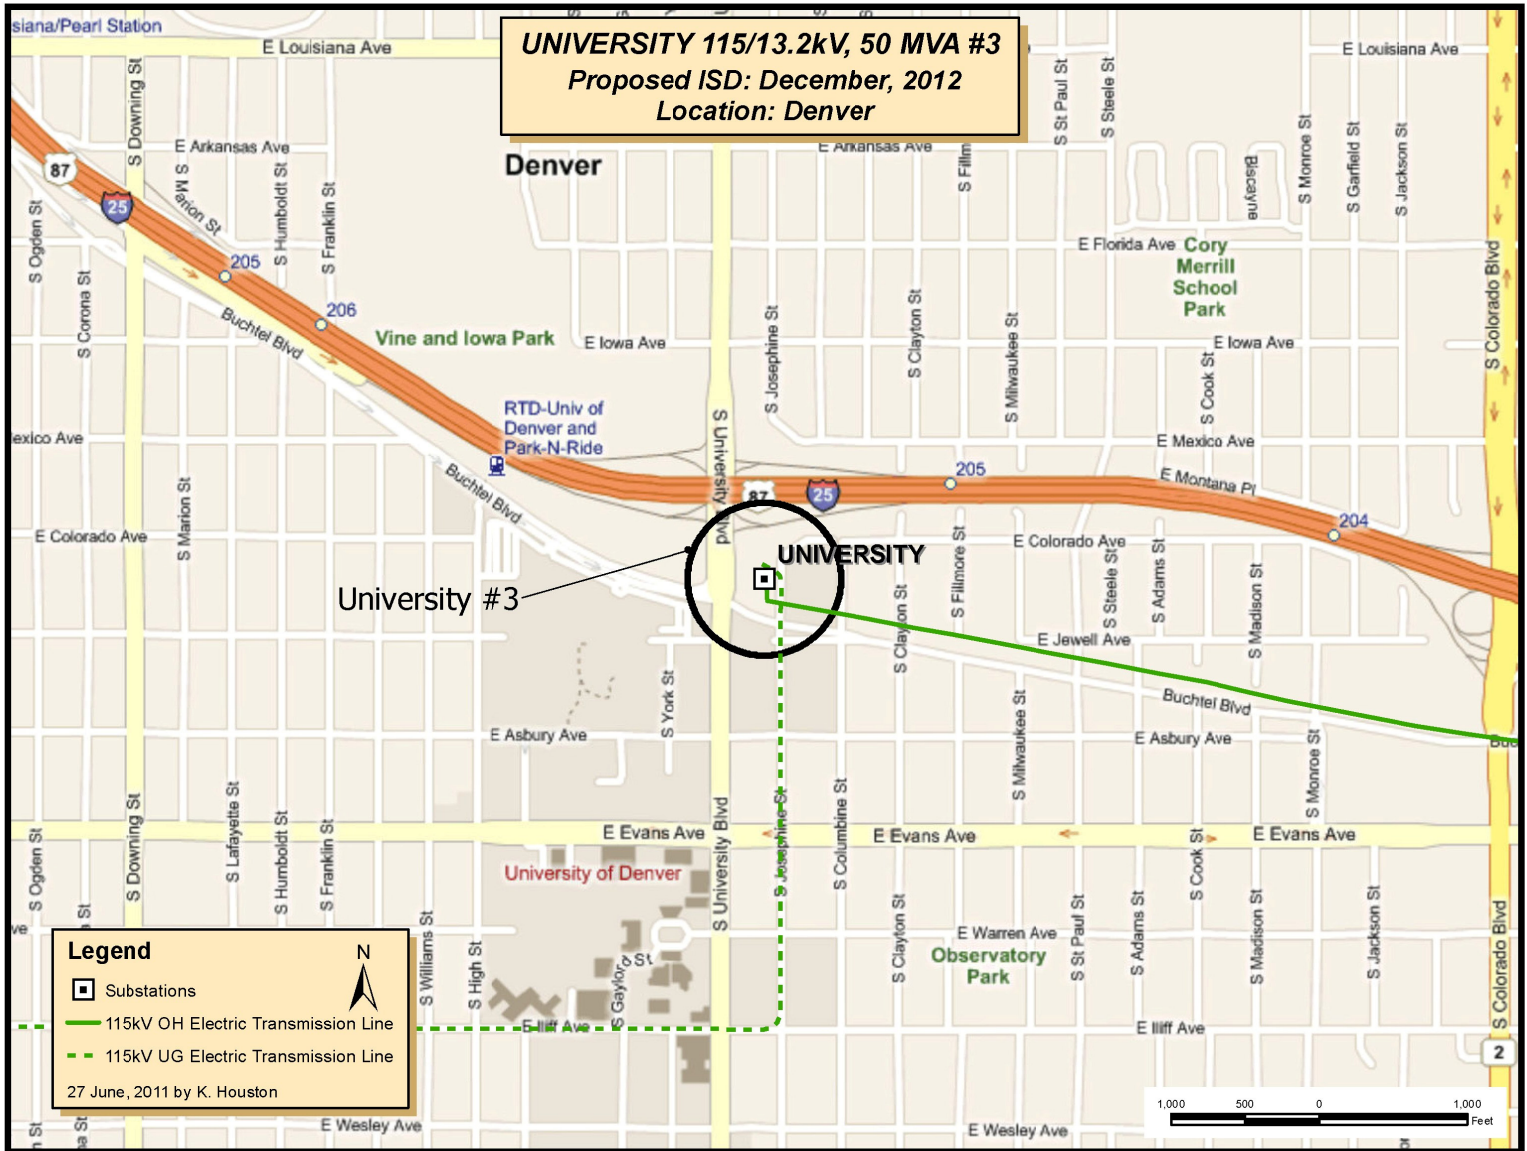 siana/Pearl Station
E Louisiana Ave
UNIVERSITY 115/13.2kV, 50 MVA #3
Proposed ISD: December, 2012
Location: Denver
E Louisiana Ave
S Downing St
S St Paul St
S Steele St
E Arkansas Ave
E Arkansas Ave
Denver
87
25
S Marion St
S Humboldt St
S Franklin St
S Ogden St
S Corona St
S Fillm
Biscayne
S Monroe St
S Garfield St
S Jackson St
E Florida Ave
Cory
Merrill
School
Park
S Colorado Blvd
205
206
Buchtel Blvd
Vine and Iowa Park
E Iowa Ave
E Iowa Ave
S Josephine St
S Clayton St
S Milwaukee St
S Cook St
RTD-Univ of
Denver and
Park-N-Ride
exico Ave
E Mexico Ave
S University Blvd
Buchtel Blvd
S Marion St
87
25
205
E Montana Pl
204
E Colorado Ave
E Colorado Ave
UNIVERSITY
University #3
S Clayton St
S Fillmore St
S Steele St
S Adams St
S Madison St
E Jewell Ave
S York St
Buchtel Blvd
E Asbury Ave
E Asbury Ave
S Milwaukee St
S Monroe St
Buc
S Ogden St
S Downing St
S Lafayette St
S Humboldt St
S Franklin St
E Evans Ave
S University Blvd
S Josephine St
S Columbine St
E Evans Ave
S Cook St
E Evans Ave
University of Denver
S Williams St
S High St
S Gaylord St
S Clayton St
E Warren Ave
Observatory
Park
S St Paul St
S Adams St
S Madison St
S Jackson St
S Colorado Blvd
ve
St
Legend
N
Substations
115kV OH Electric Transmission Line
115kV UG Electric Transmission Line
27 June, 2011 by K. Houston
E Iliff Ave
E Iliff Ave
2
1,000 500 0 1,000
Feet
E Wesley Ave
E Wesley Ave
n St
sa St